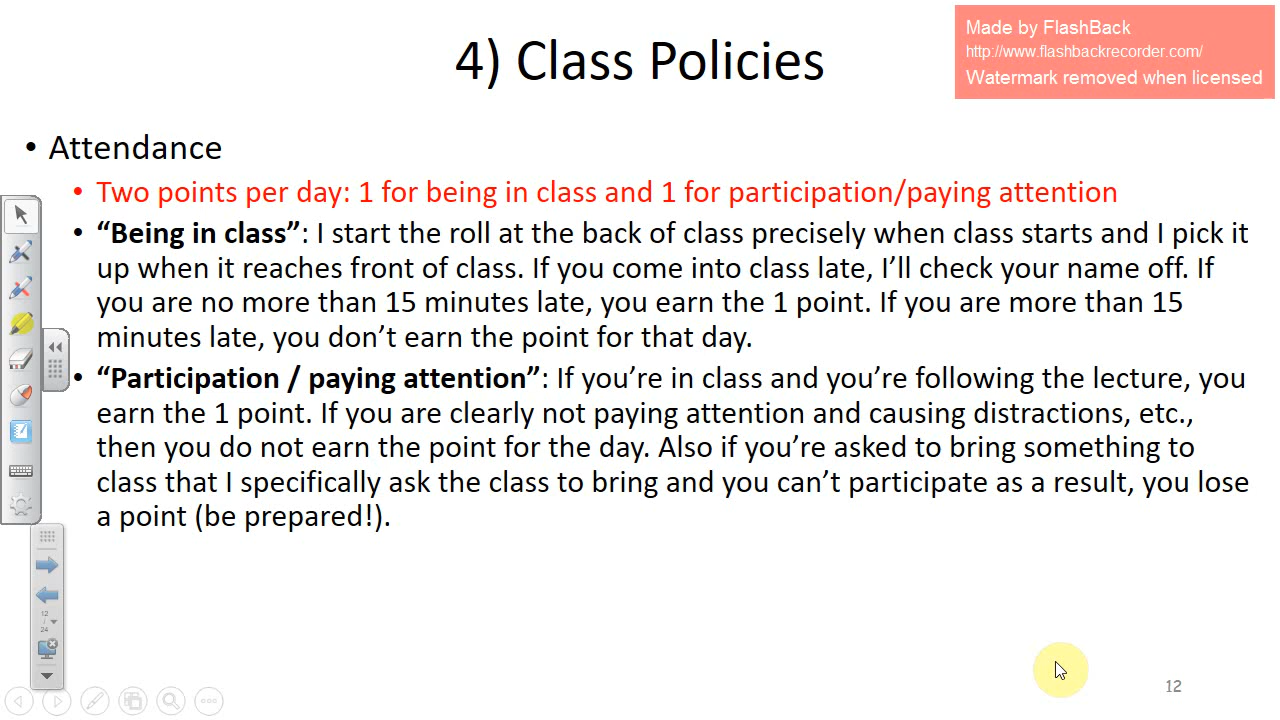 Made by FlashBack
http://www.flashbackrecorder.com/
Watermark removed when licensed
4) Class Policies
• Attendance
• Two points per day: 1 for being in class and 1 for participation/paying attention
• “Being in class”: I start the roll at the back of class precisely when class starts and I pick it
up when it reaches front of class. If you come into class late, I’ll check your name off. If
you are no more than 15 minutes late, you earn the 1 point. If you are more than 15
minutes late, you don’t earn the point for that day.
• “Participation / paying attention”: If you’re in class and you’re following the lecture, you
earn the 1 point. If you are clearly not paying attention and causing distractions, etc.,
then you do not earn the point for the day. Also if you’re asked to bring something to
class that I specifically ask the class to bring and you can’t participate as a result, you lose
a point (be prepared!).
12
/
24
12